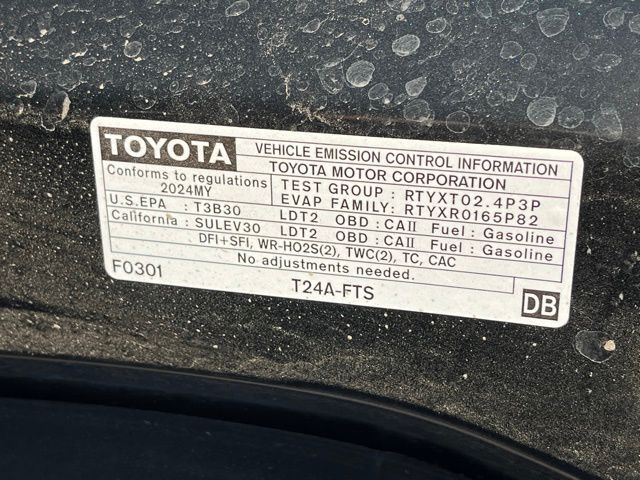 TOYOTA VEHICLE EMISSION CONTROL INFORMATION
Conforms to regulations TOYOTA MOTOR CORPORATION
2024MY TEST GROUP : RTYXT02.4P3P
EVAP FAMILY: RTYXR0165P82
U.S.EPA : T3B30 LDT2 OBD : CAII Fuel : Gasoline
California : SULEV30 LDT2 OBD : CAII Fuel : Gasoline
DFI+SFI, WR-HO2S(2), TWC(2), TC, CAC
No adjustments needed.
F0301 T24A-FTS DB